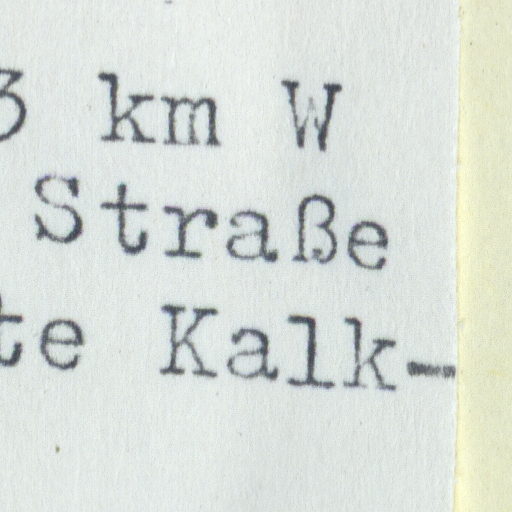 3 km W
Straße
te Kalk-